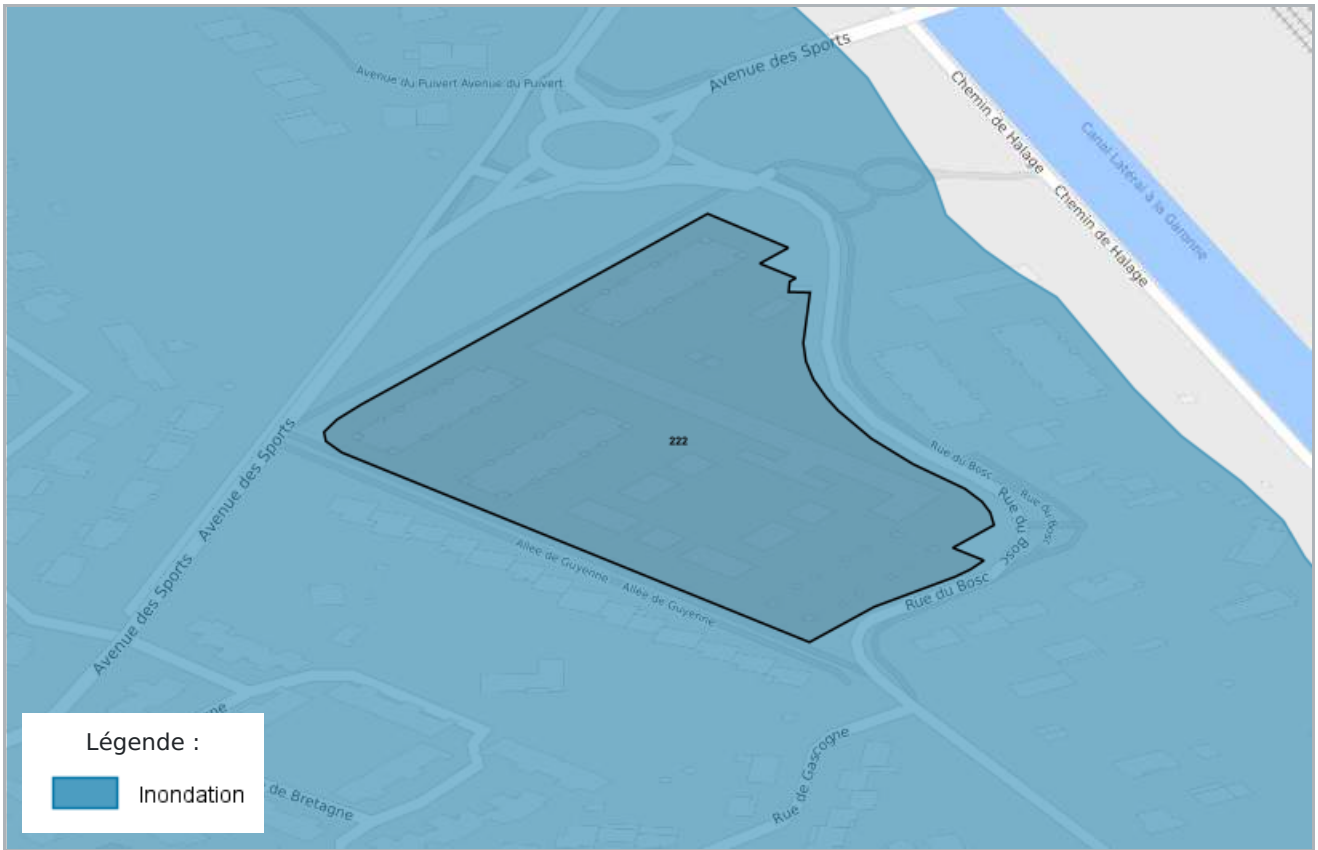 Avenue des Sports
Avenue du Puivert Avenue du Puivert
Chemin de Halage
Canal Latéral à la Garonne
Chemin de Halage
222
Avenue des Sports
Rue du Bosc
Rue du Bosc
Rue du Bosc
Allée de Guyenne
Allée de Guyenne
Avenue des Sports
Rue du Bosc
Rue de Gascogne
de Bretagne
Légende :
Inondation